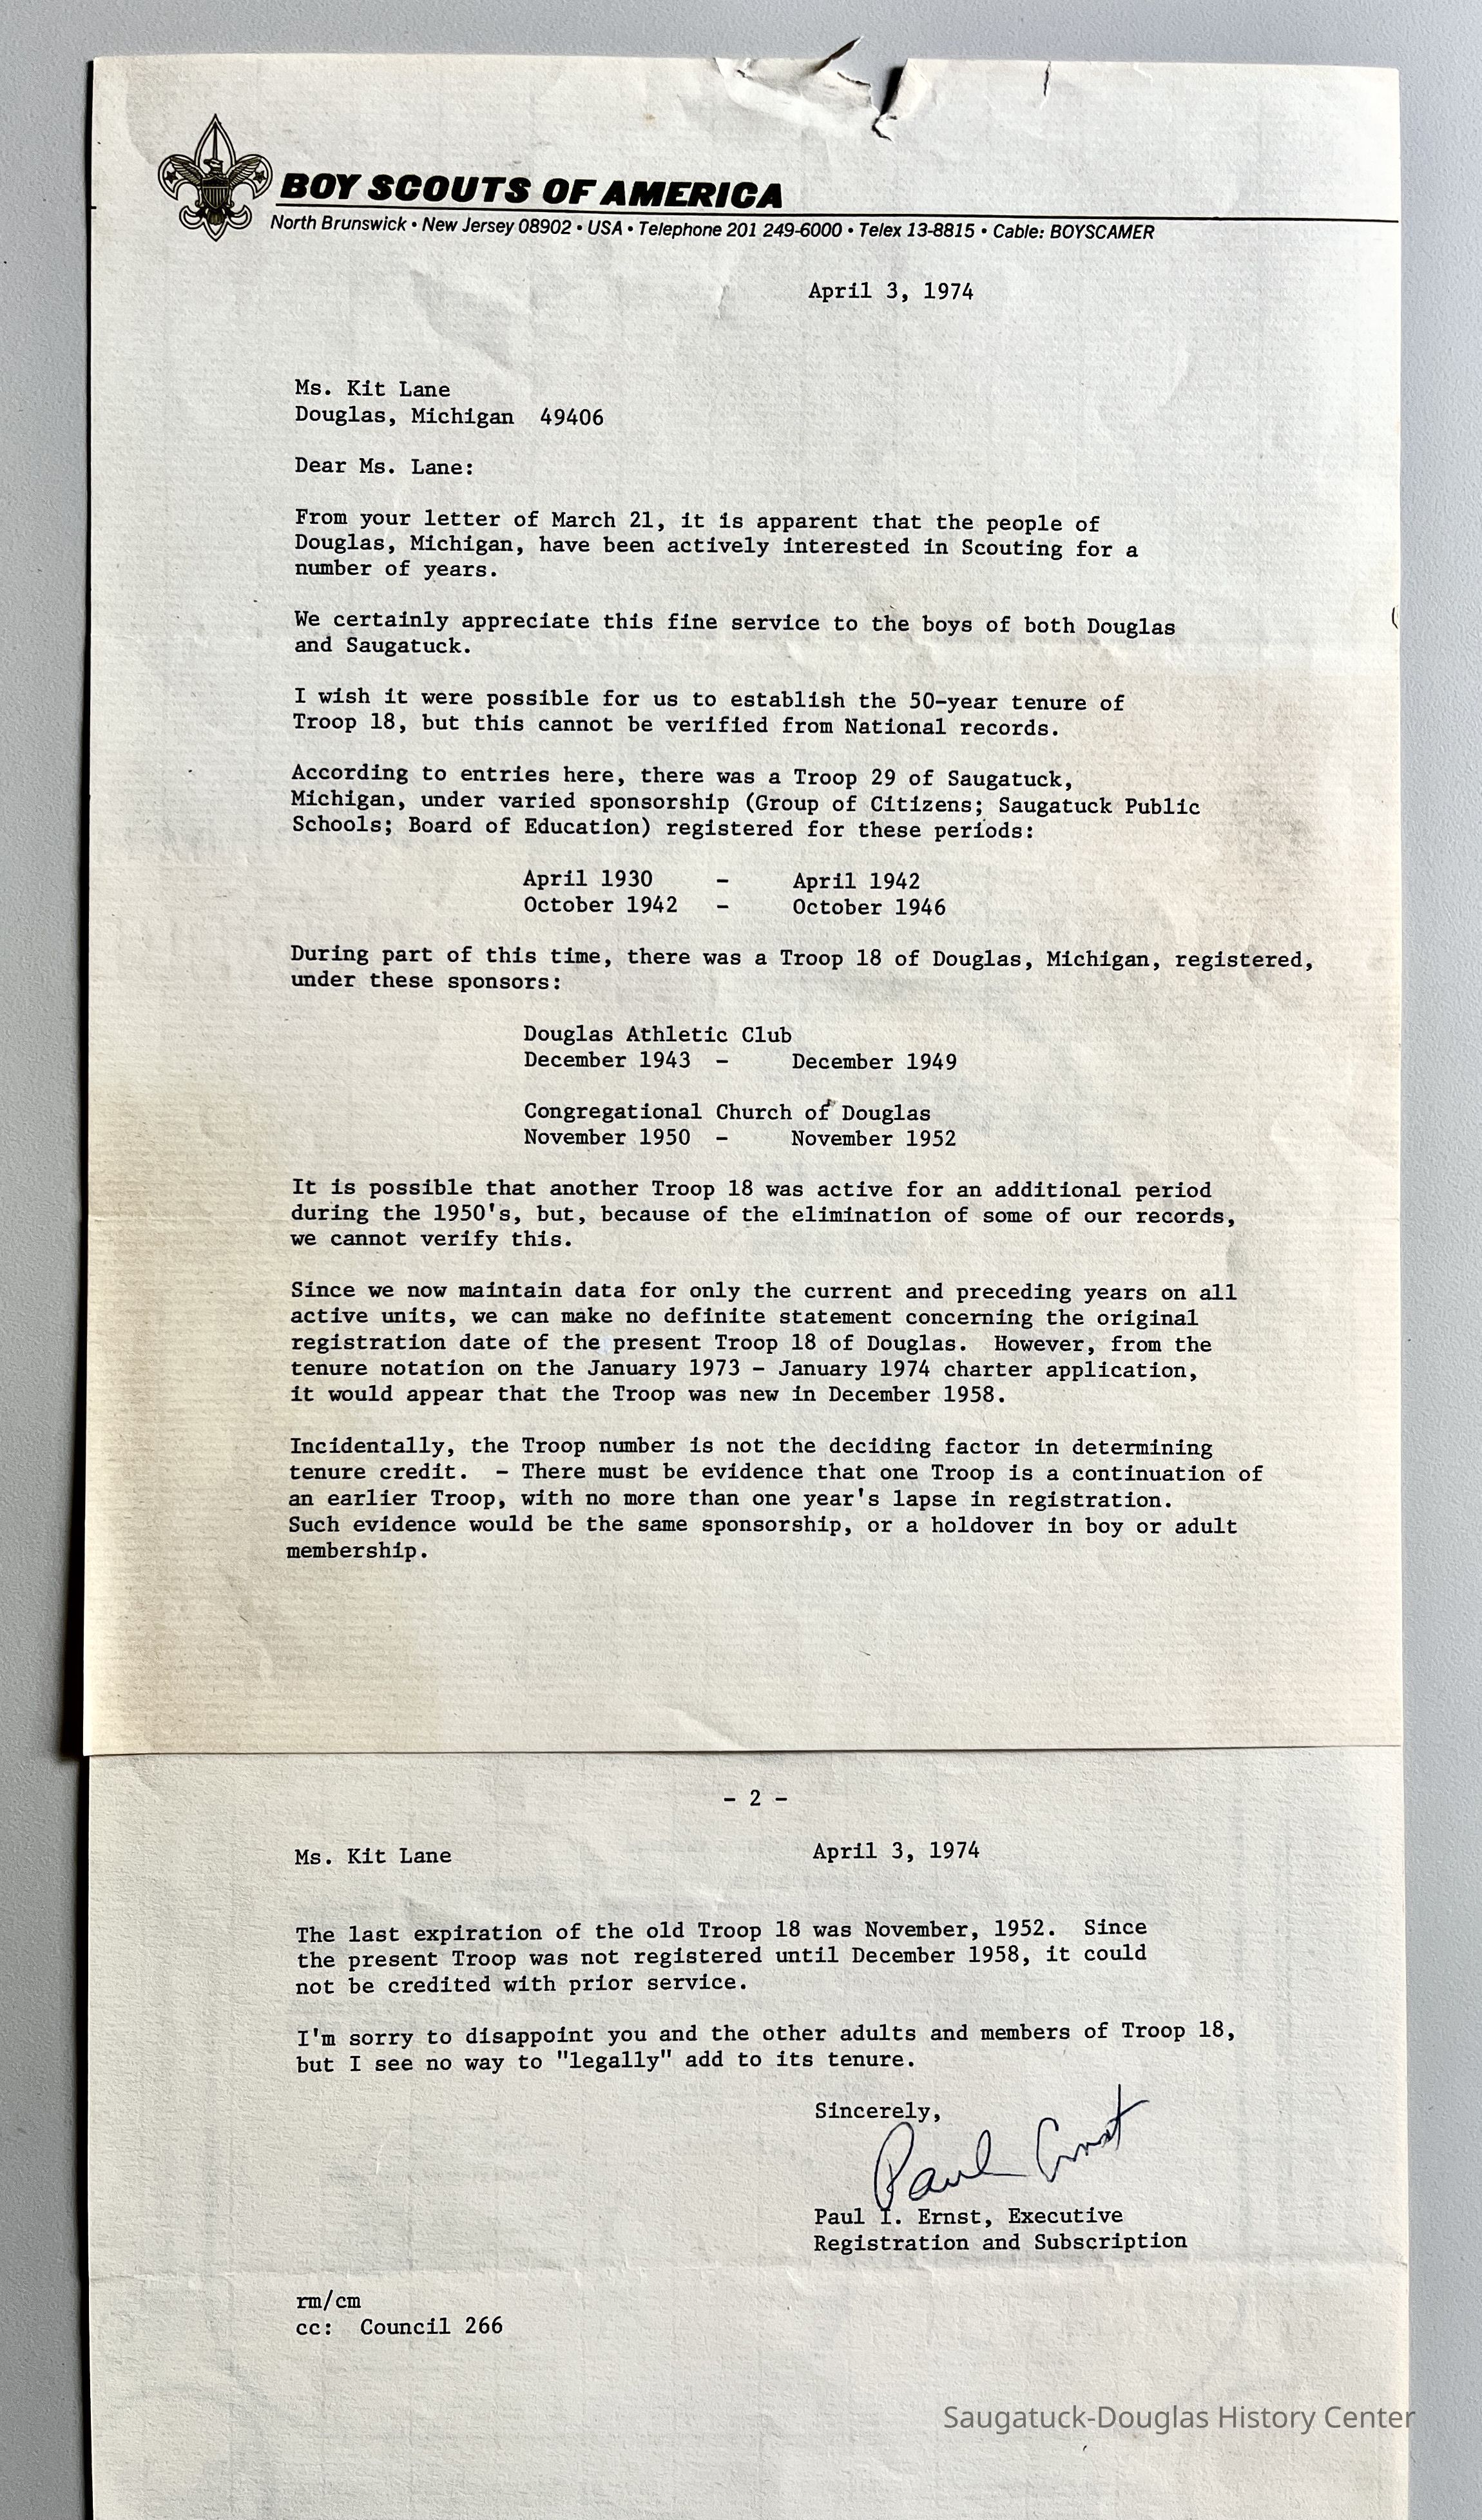 BOY SCOUTS OF AMERICA
North Brunswick • New Jersey 08902 • USA • Telephone 201 249-6000 • Telex 13-8815 • Cable: BOYSCAMER
April 3, 1974
Ms. Kit Lane
Douglas, Michigan 49406
Dear Ms. Lane:
From your letter of March 21, it is apparent that the people of
Douglas, Michigan, have been actively interested in Scouting for a
number of years.
We certainly appreciate this fine service to the boys of both Douglas
and Saugatuck.
I wish it were possible for us to establish the 50-year tenure of
Troop 18, but this cannot be verified from National records.
According to entries here, there was a Troop 29 of Saugatuck,
Michigan, under varied sponsorship (Group of Citizens; Saugatuck Public
Schools; Board of Education) registered for these periods:
April 1930 - April 1942
October 1942 - October 1946
During part of this time, there was a Troop 18 of Douglas, Michigan, registered,
under these sponsors:
Douglas Athletic Club
December 1943 - December 1949
Congregational Church of Douglas
November 1950 - November 1952
It is possible that another Troop 18 was active for an additional period
during the 1950's, but, because of the elimination of some of our records,
we cannot verify this.
Since we now maintain data for only the current and preceding years on all
active units, we can make no definite statement concerning the original
registration date of the present Troop 18 of Douglas. However, from the
tenure notation on the January 1973 - January 1974 charter application,
it would appear that the Troop was new in December 1958.
Incidentally, the Troop number is not the deciding factor in determining
tenure credit. - There must be evidence that one Troop is a continuation of
an earlier Troop, with no more than one year's lapse in registration.
Such evidence would be the same sponsorship, or a holdover in boy or adult
membership.
- 2 -
Ms. Kit Lane April 3, 1974
The last expiration of the old Troop 18 was November, 1952. Since
the present Troop was not registered until December 1958, it could
not be credited with prior service.
I'm sorry to disappoint you and the other adults and members of Troop 18,
but I see no way to "legally" add to its tenure.
Sincerely,
Paul Ernst
Paul I. Ernst, Executive
Registration and Subscription
rm/cm
cc: Council 266
Saugatuck-Douglas History Center